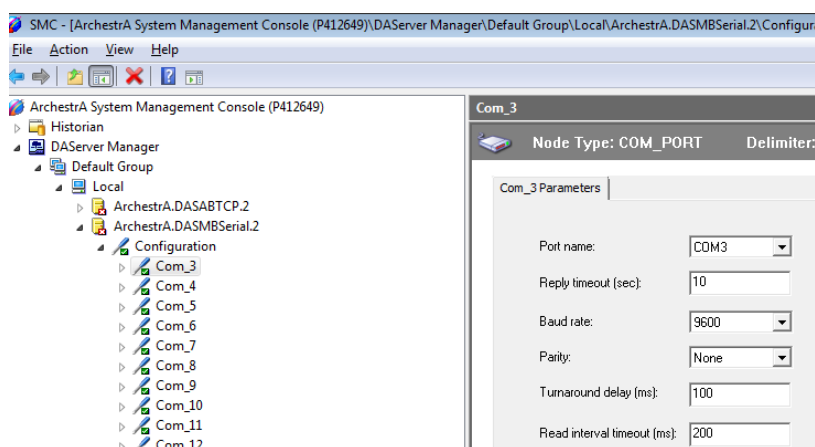 SMC - [ArchestrA System Management Console (P412649)\DAServer Manager\Default Group\Local\ArchestrA.DASMBSerial.2\Configura
File Action View Help
ArchestrA System Management Console (P412649)
Historian
DAServer Manager
Default Group
Local
ArchestrA.DASABTCP.2
ArchestrA.DASMBSerial.2
Configuration
Com_3
Com_4
Com_5
Com_6
Com_7
Com_8
Com_9
Com_10
Com_11
Com_12
Com_3
Node Type: COM_PORT Delimiter:
Com_3 Parameters
Port name: COM3
Reply timeout (sec): 10
Baud rate: 9600
Parity: None
Turnaround delay (ms): 100
Read interval timeout (ms): 200